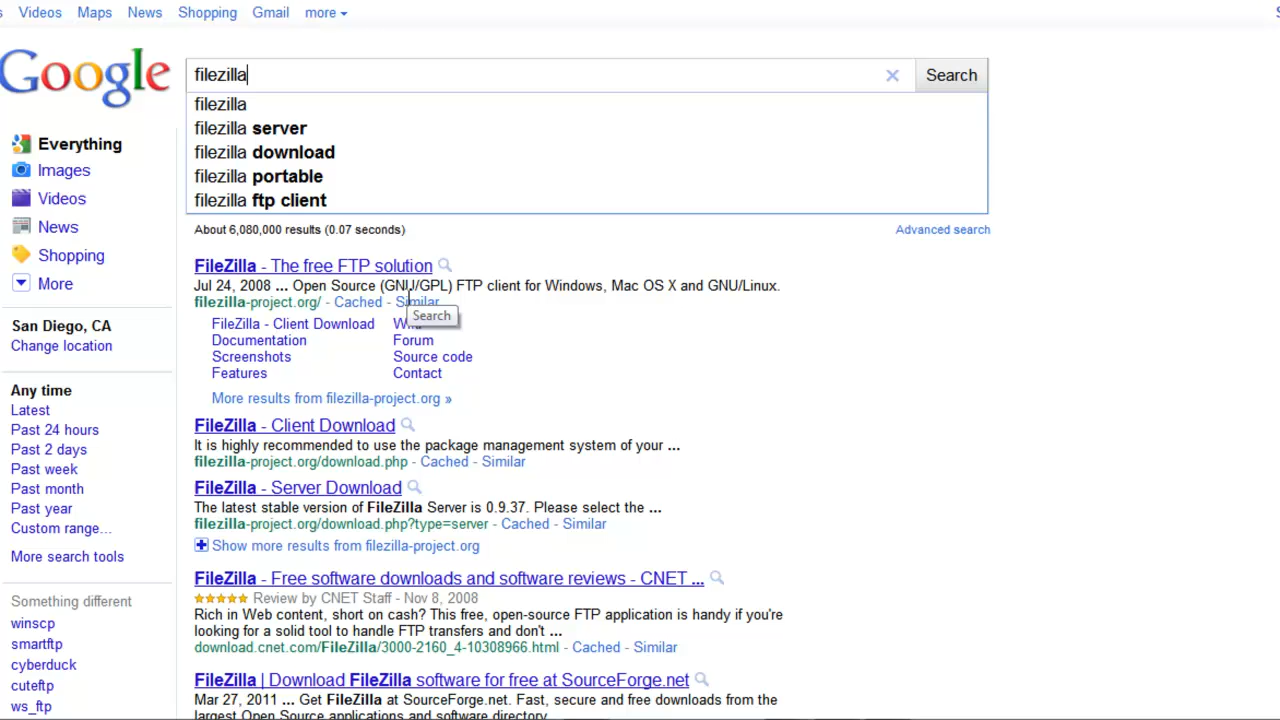 Videos Maps News Shopping Gmail more
Google
filezilla
Search
filezilla
filezilla server
filezilla download
filezilla portable
filezilla ftp client
Everything
Images
Videos
News
Shopping
More
San Diego, CA
Change location
Any time
Latest
Past 24 hours
Past 2 days
Past week
Past month
Past year
Custom range...
More search tools
Something different
winscp
smartftp
cyberduck
cuteftp
ws_ftp
About 6,080,000 results (0.07 seconds)
Advanced search
FileZilla - The free FTP solution
Jul 24, 2008 ... Open Source (GNU/GPL) FTP client for Windows, Mac OS X and GNU/Linux.
filezilla-project.org/ - Cached - Similar
Search
FileZilla - Client Download
Documentation Forum
Screenshots Source code
Features Contact
More results from filezilla-project.org »
FileZilla - Client Download
It is highly recommended to use the package management system of your ...
filezilla-project.org/download.php - Cached - Similar
FileZilla - Server Download
The latest stable version of FileZilla Server is 0.9.37. Please select the ...
filezilla-project.org/download.php?type=server - Cached - Similar
Show more results from filezilla-project.org
FileZilla - Free software downloads and software reviews - CNET ...
Review by CNET Staff - Nov 8, 2008
Rich in Web content, short on cash? This free, open-source FTP application is handy if you're
looking for a solid tool to handle FTP transfers and don't ...
download.cnet.com/FileZilla/3000-2160_4-10308966.html - Cached - Similar
FileZilla | Download FileZilla software for free at SourceForge.net
Mar 27, 2011 ... Get FileZilla at SourceForge.net. Fast, secure and free downloads from the
largest Open Source applications and software directory.